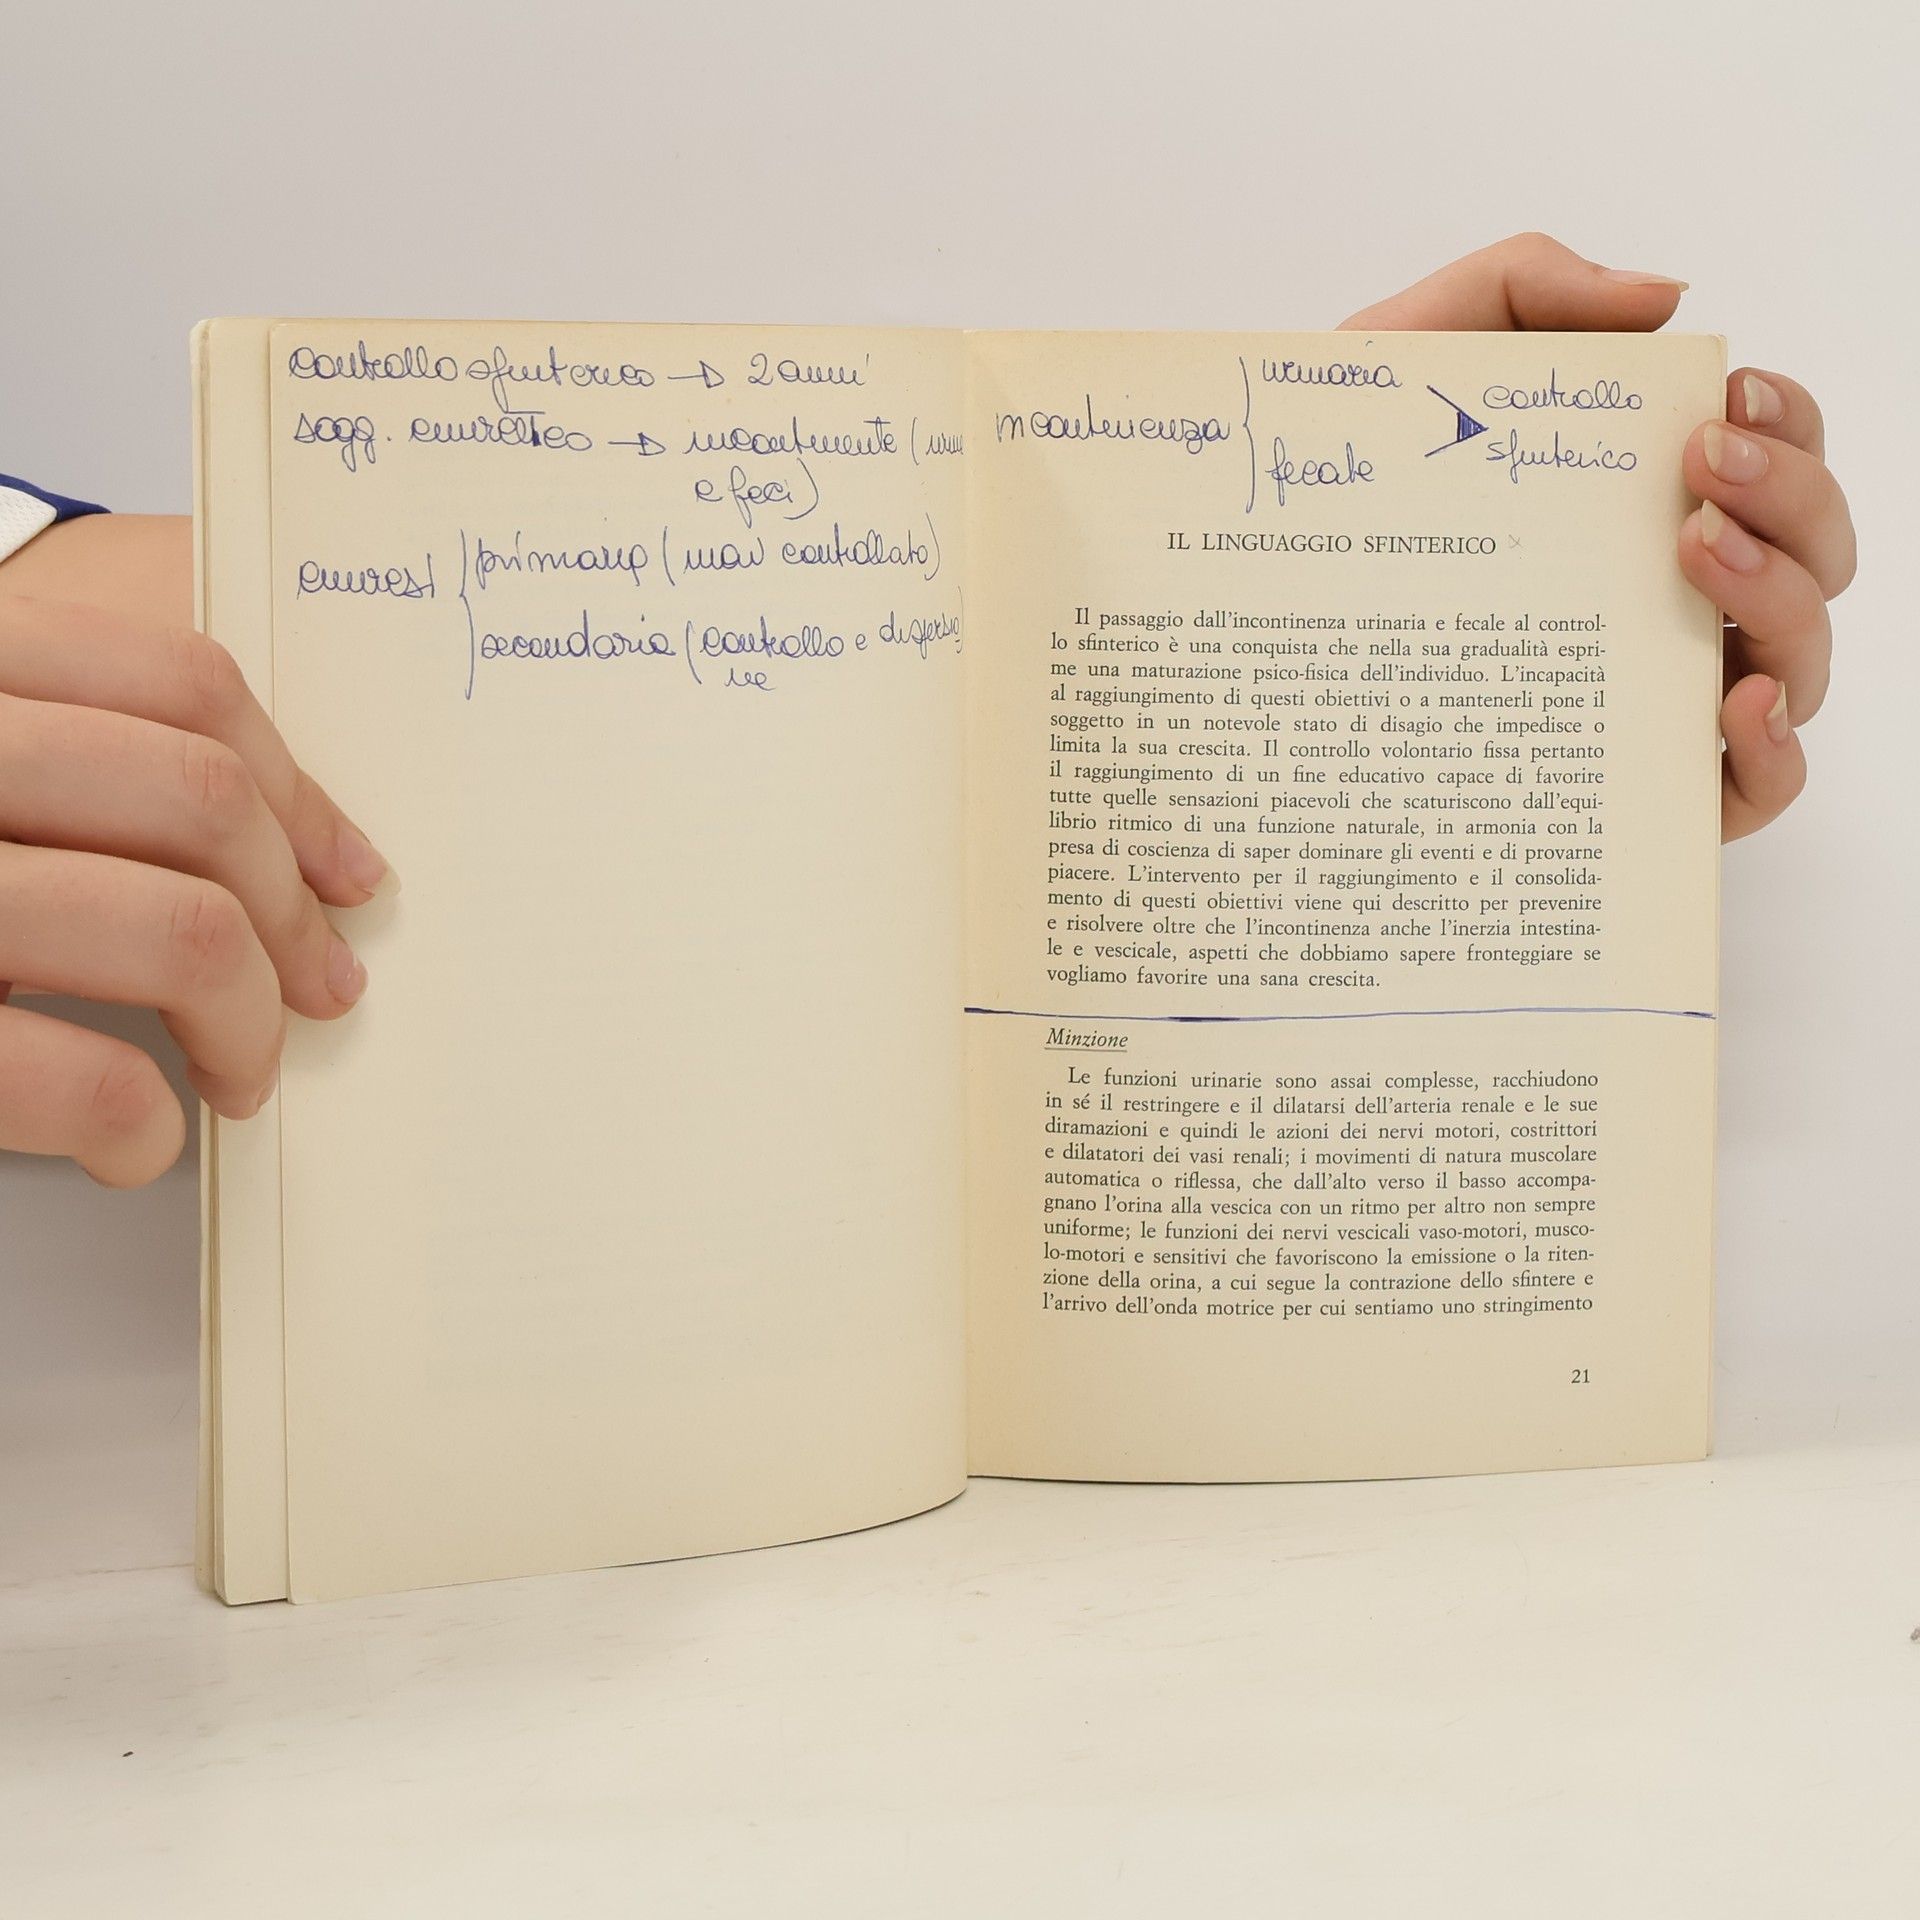 controllo sfinterico → 2 anni
sogg. enuretico → incontinente (urine
e feci)
enuresi { primaria (mai controllato)
secondaria (controllo e dispersio
ne
incontinenza { urinaria
fecale
controllo
sfinterico
IL LINGUAGGIO SFINTERICO
Il passaggio dall'incontinenza urinaria e fecale al control-
lo sfinterico è una conquista che nella sua gradualità espri-
me una maturazione psico-fisica dell'individuo. L'incapacità
al raggiungimento di questi obiettivi o a mantenerli pone il
soggetto in un notevole stato di disagio che impedisce o
limita la sua crescita. Il controllo volontario fissa pertanto
il raggiungimento di un fine educativo capace di favorire
tutte quelle sensazioni piacevoli che scaturiscono dall'equi-
librio ritmico di una funzione naturale, in armonia con la
presa di coscienza di saper dominare gli eventi e di provarne
piacere. L'intervento per il raggiungimento e il consolida-
mento di questi obiettivi viene qui descritto per prevenire
e risolvere oltre che l'incontinenza anche l'inerzia intestina-
le e vescicale, aspetti che dobbiamo sapere fronteggiare se
vogliamo favorire una sana crescita.
Minzione
Le funzioni urinarie sono assai complesse, racchiudono
in sé il restringere e il dilatarsi dell'arteria renale e le sue
diramazioni e quindi le azioni dei nervi motori, costrittori
e dilatatori dei vasi renali; i movimenti di natura muscolare
automatica o riflessa, che dall'alto verso il basso accompa-
gnano l'orina alla vescica con un ritmo per altro non sempre
uniforme; le funzioni dei nervi vescicali vaso-motori, musco-
lo-motori e sensitivi che favoriscono la emissione o la riten-
zione della orina, a cui segue la contrazione dello sfintere e
l'arrivo dell'onda motrice per cui sentiamo uno stringimento
21